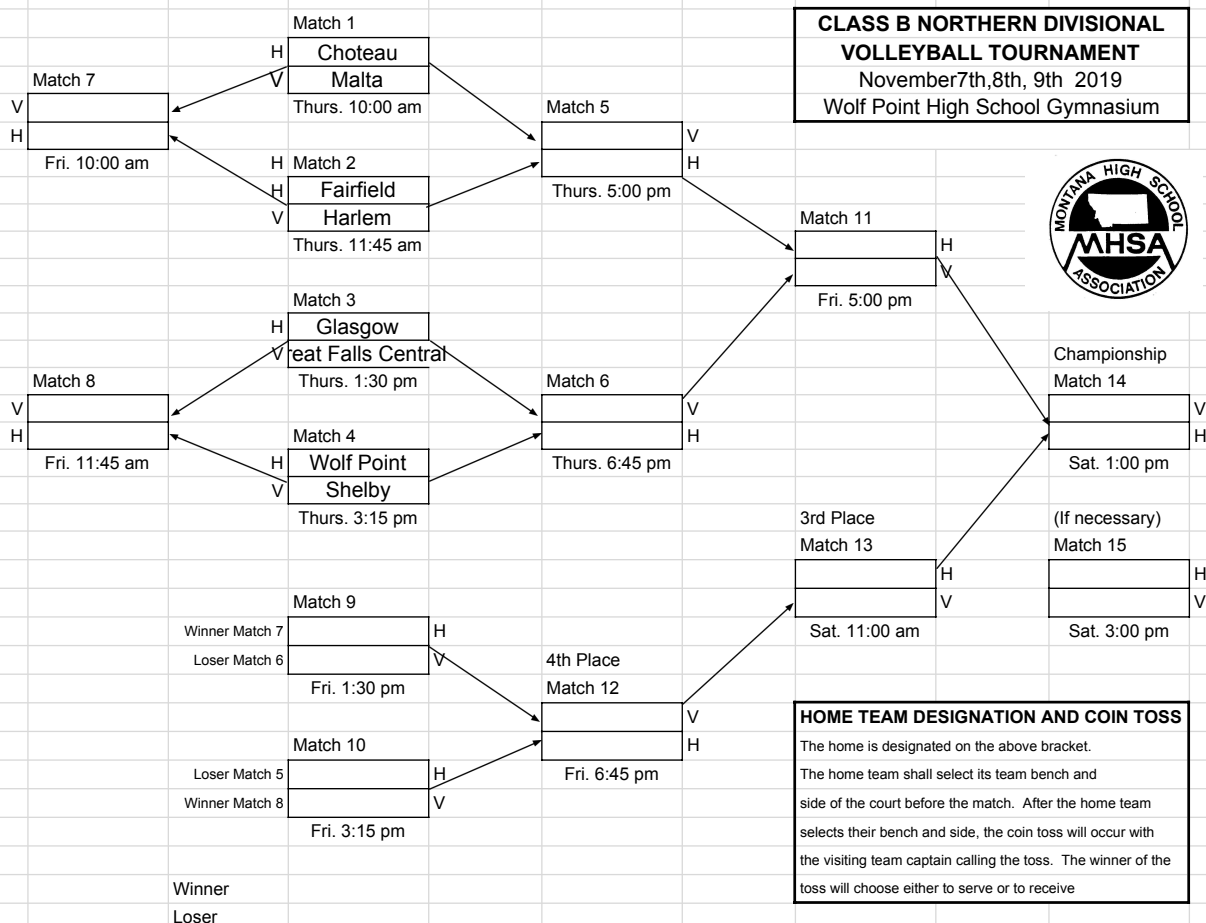 CLASS B NORTHERN DIVISIONAL
VOLLEYBALL TOURNAMENT
November7th,8th, 9th  2019
Wolf Point High School Gymnasium
MONTANA HIGH SCHOOL
MHSA
ASSOCIATION
Match 1
H
Choteau
V
Malta
Thurs. 10:00 am
Match 7
V
H
Fri. 10:00 am
H Match 2
H
Fairfield
V
Harlem
Thurs. 11:45 am
Match 5
V
H
Thurs. 5:00 pm
Match 11
H
V
Fri. 5:00 pm
Match 3
H
Glasgow
V
reat Falls Central
Thurs. 1:30 pm
Match 8
V
H
Fri. 11:45 am
Match 4
H
Wolf Point
V
Shelby
Thurs. 3:15 pm
Match 6
V
H
Thurs. 6:45 pm
Championship
Match 14
V
H
Sat. 1:00 pm
3rd Place
Match 13
H
V
Sat. 11:00 am
(If necessary)
Match 15
H
V
Sat. 3:00 pm
Match 9
Winner Match 7
H
Loser Match 6
V
Fri. 1:30 pm
4th Place
Match 12
V
H
Fri. 6:45 pm
Match 10
Loser Match 5
H
Winner Match 8
V
Fri. 3:15 pm
HOME TEAM DESIGNATION AND COIN TOSS
The home is designated on the above bracket.
The home team shall select its team bench and
side of the court before the match.  After the home team
selects their bench and side, the coin toss will occur with
the visiting team captain calling the toss.  The winner of the
toss will choose either to serve or to receive
Winner
Loser